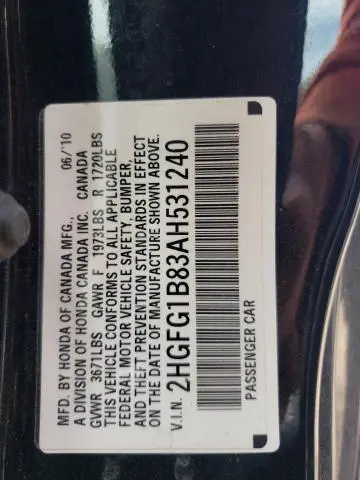 MFD. BY HONDA OF CANADA MFG., 06/10
A DIVISION OF HONDA CANADA INC. CANADA
GVWR 3671LBS GAWR F 1973LBS R 1720LBS
THIS VEHICLE CONFORMS TO ALL APPLICABLE
FEDERAL MOTOR VEHICLE SAFETY, BUMPER,
AND THEFT PREVENTION STANDARDS IN EFFECT
ON THE DATE OF MANUFACTURE SHOWN ABOVE.
V.I.N. 2HGFG1B83AH531240
PASSENGER CAR